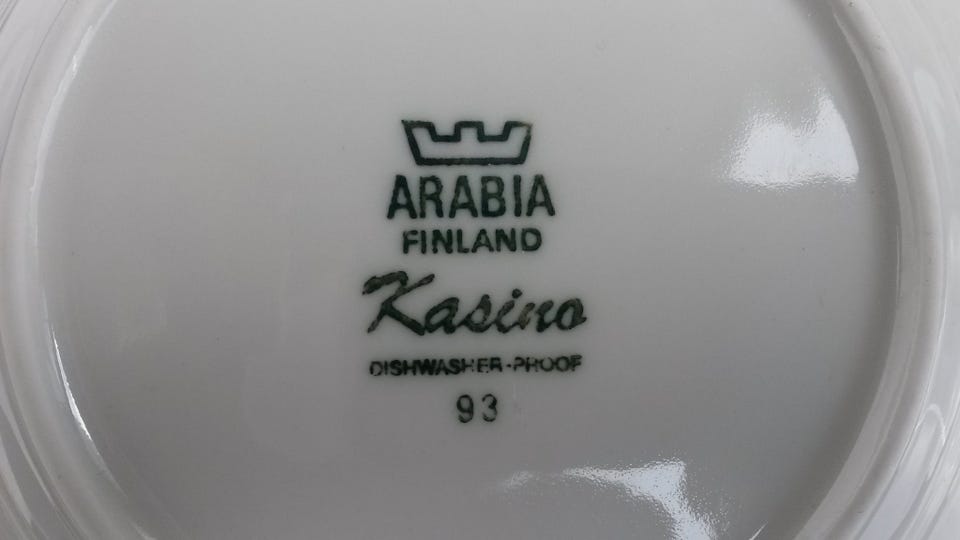 ARABIA
FINLAND
Kasino
DISHWASHER-PROOF
93